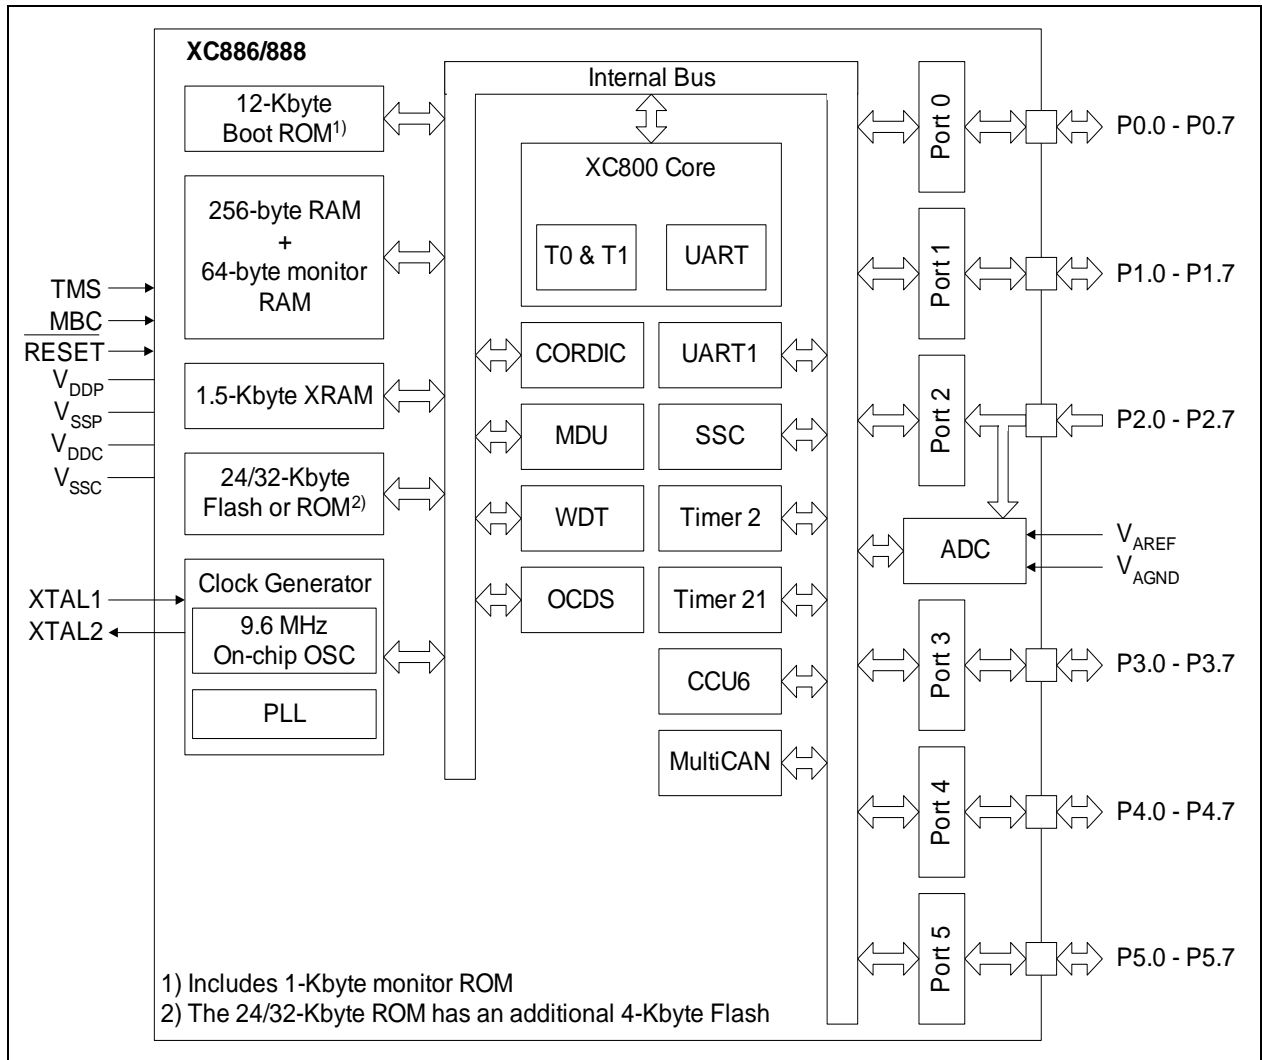 XC886/888
Internal Bus
12-Kbyte
Boot ROM1)
256-byte RAM
+
64-byte monitor
RAM
1.5-Kbyte XRAM
24/32-Kbyte
Flash or ROM2)
Clock Generator
9.6 MHz
On-chip OSC
PLL
TMS
MBC
RESET
VDDP
VSSP
VDDC
VSSC
XTAL1
XTAL2
XC800 Core
T0 & T1
UART
CORDIC
UART1
MDU
SSC
WDT
Timer 2
OCDS
Timer 21
CCU6
MultiCAN
Port 0
P0.0 - P0.7
Port 1
P1.0 - P1.7
Port 2
P2.0 - P2.7
ADC
VAREF
VAGND
Port 3
P3.0 - P3.7
Port 4
P4.0 - P4.7
Port 5
P5.0 - P5.7
1) Includes 1-Kbyte monitor ROM
2) The 24/32-Kbyte ROM has an additional 4-Kbyte Flash